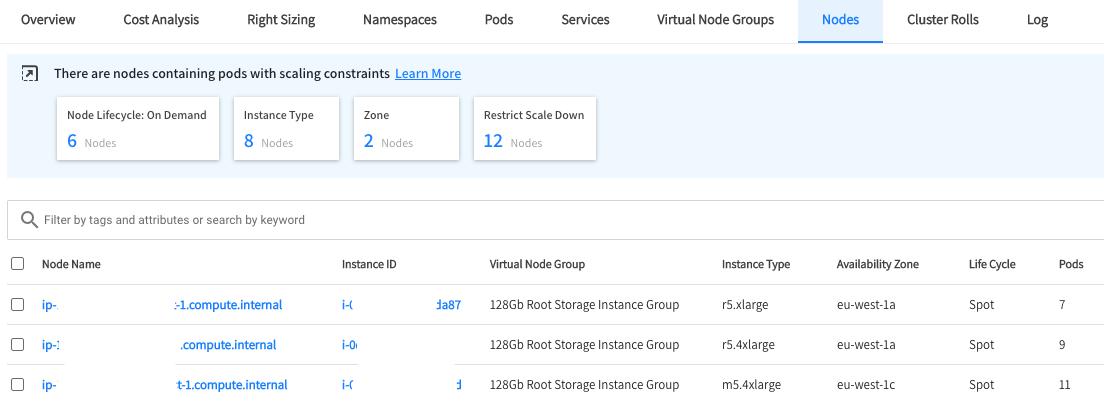 Overview Cost Analysis Right Sizing Namespaces Pods Services Virtual Node Groups Nodes Cluster Rolls Log
There are nodes containing pods with scaling constraints Learn More
Node Lifecycle: On Demand Instance Type Zone Restrict Scale Down
6 Nodes 8 Nodes 2 Nodes 12 Nodes
Filter by tags and attributes or search by keyword
Node Name Instance ID Virtual Node Group Instance Type Availability Zone Life Cycle Pods
ip- -1.compute.internal i- da87 128Gb Root Storage Instance Group r5.xlarge eu-west-1a Spot 7
ip- .compute.internal i-0 128Gb Root Storage Instance Group r5.4xlarge eu-west-1a Spot 9
ip- t-1.compute.internal i- 128Gb Root Storage Instance Group m5.4xlarge eu-west-1c Spot 11